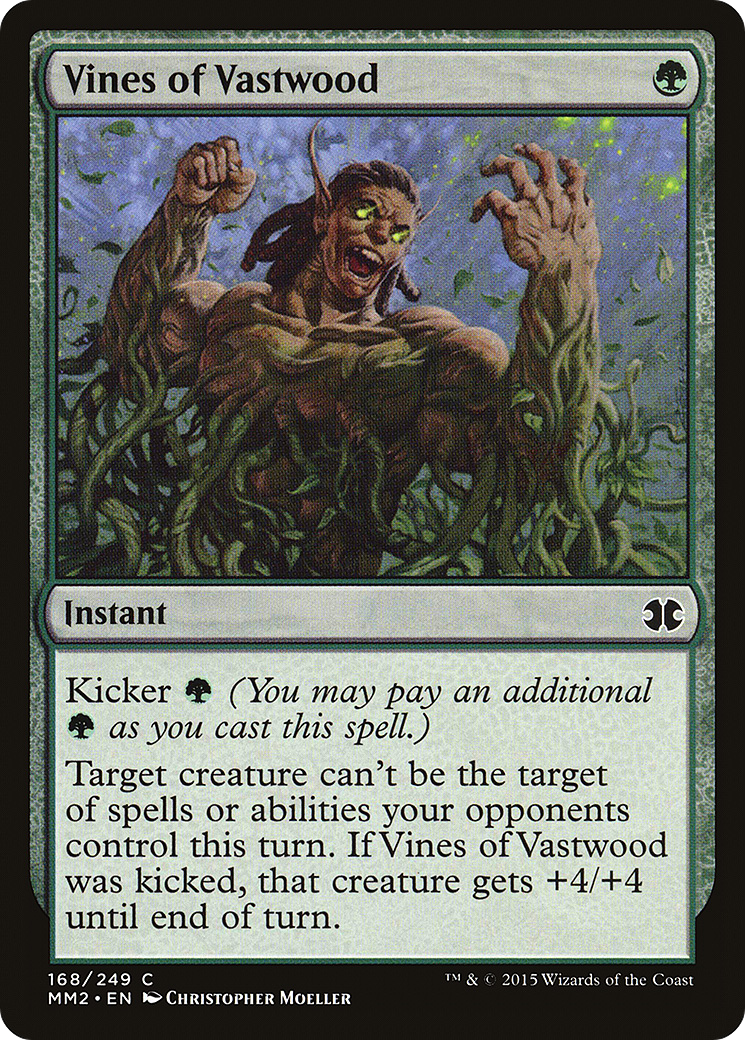 Vines of Vastwood
Instant
Kicker (You may pay an additional
as you cast this spell.)
Target creature can't be the target
of spells or abilities your opponents
control this turn. If Vines of Vastwood
was kicked, that creature gets +4/+4
until end of turn.
168/249 C
MM2 • EN Christopher Moeller
™ & © 2015 Wizards of the Coast